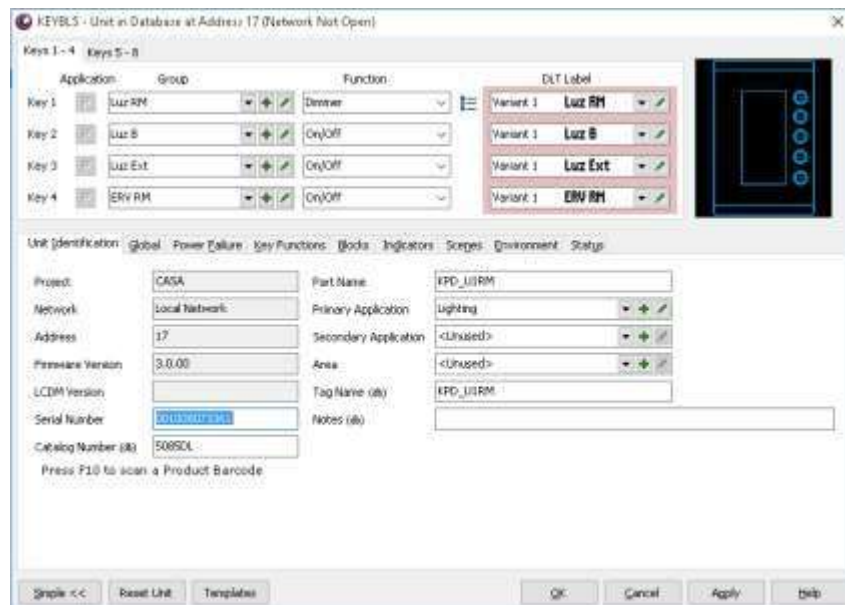 KEYBL5 - Unit in Database at Address 17 (Network Not Open)
Keys 1 - 4 Keys 5 - 8
Application Group Function DLT Label
Key 1 Luz RM Dimmer Variant 1 Luz RM
Key 2 Luz B On/Off Variant 1 Luz B
Key 3 Luz Ext On/Off Variant 1 Luz Ext
Key 4 ERV RM On/Off Variant 1 ERV RM
Unit Identification Global Power Failure Key Functions Blocks Indicators Scenes Environment Status
Project CASA Part Name KPD_U1RM
Network Local Network Primary Application Lighting
Address 17 Secondary Application <Unused>
Firmware Version 3.0.00 Area <Unused>
LCDM Version Tag Name (db) KPD_U1RM
Serial Number Notes (db)
Catalog Number (db) 5085DL
Press F10 to scan a Product Barcode
Simple << Reset Unit Templates OK Cancel Apply Help